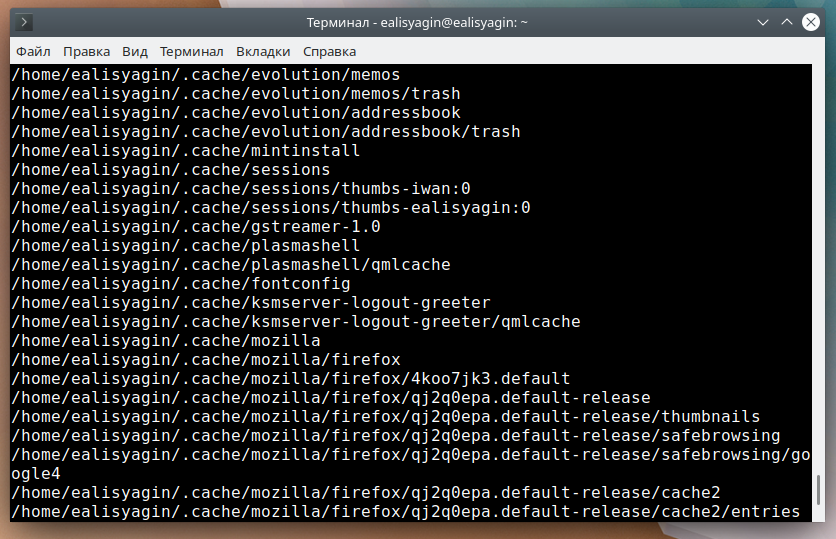 Терминал - ealisyagin@ealisyagin: ~
Файл Правка Вид Терминал Вкладки Справка
/home/ealisyagin/.cache/evolution/memos
/home/ealisyagin/.cache/evolution/memos/trash
/home/ealisyagin/.cache/evolution/addressbook
/home/ealisyagin/.cache/evolution/addressbook/trash
/home/ealisyagin/.cache/mintinstall
/home/ealisyagin/.cache/sessions
/home/ealisyagin/.cache/sessions/thumbs-iwan:0
/home/ealisyagin/.cache/sessions/thumbs-ealisyagin:0
/home/ealisyagin/.cache/gstreamer-1.0
/home/ealisyagin/.cache/plasmashell
/home/ealisyagin/.cache/plasmashell/qmlcache
/home/ealisyagin/.cache/fontconfig
/home/ealisyagin/.cache/ksmserver-logout-greeter
/home/ealisyagin/.cache/ksmserver-logout-greeter/qmlcache
/home/ealisyagin/.cache/mozilla
/home/ealisyagin/.cache/mozilla/firefox
/home/ealisyagin/.cache/mozilla/firefox/4koo7jk3.default
/home/ealisyagin/.cache/mozilla/firefox/qj2q0epa.default-release
/home/ealisyagin/.cache/mozilla/firefox/qj2q0epa.default-release/thumbnails
/home/ealisyagin/.cache/mozilla/firefox/qj2q0epa.default-release/safebrowsing
/home/ealisyagin/.cache/mozilla/firefox/qj2q0epa.default-release/safebrowsing/go
ogle4
/home/ealisyagin/.cache/mozilla/firefox/qj2q0epa.default-release/cache2
/home/ealisyagin/.cache/mozilla/firefox/qj2q0epa.default-release/cache2/entries